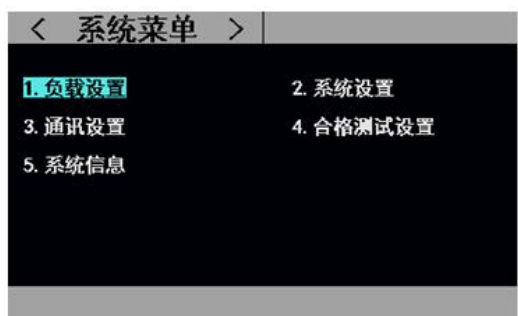 < 系统菜单 >
1. 负载设置
2. 系统设置
3. 通讯设置
4. 合格测试设置
5. 系统信息